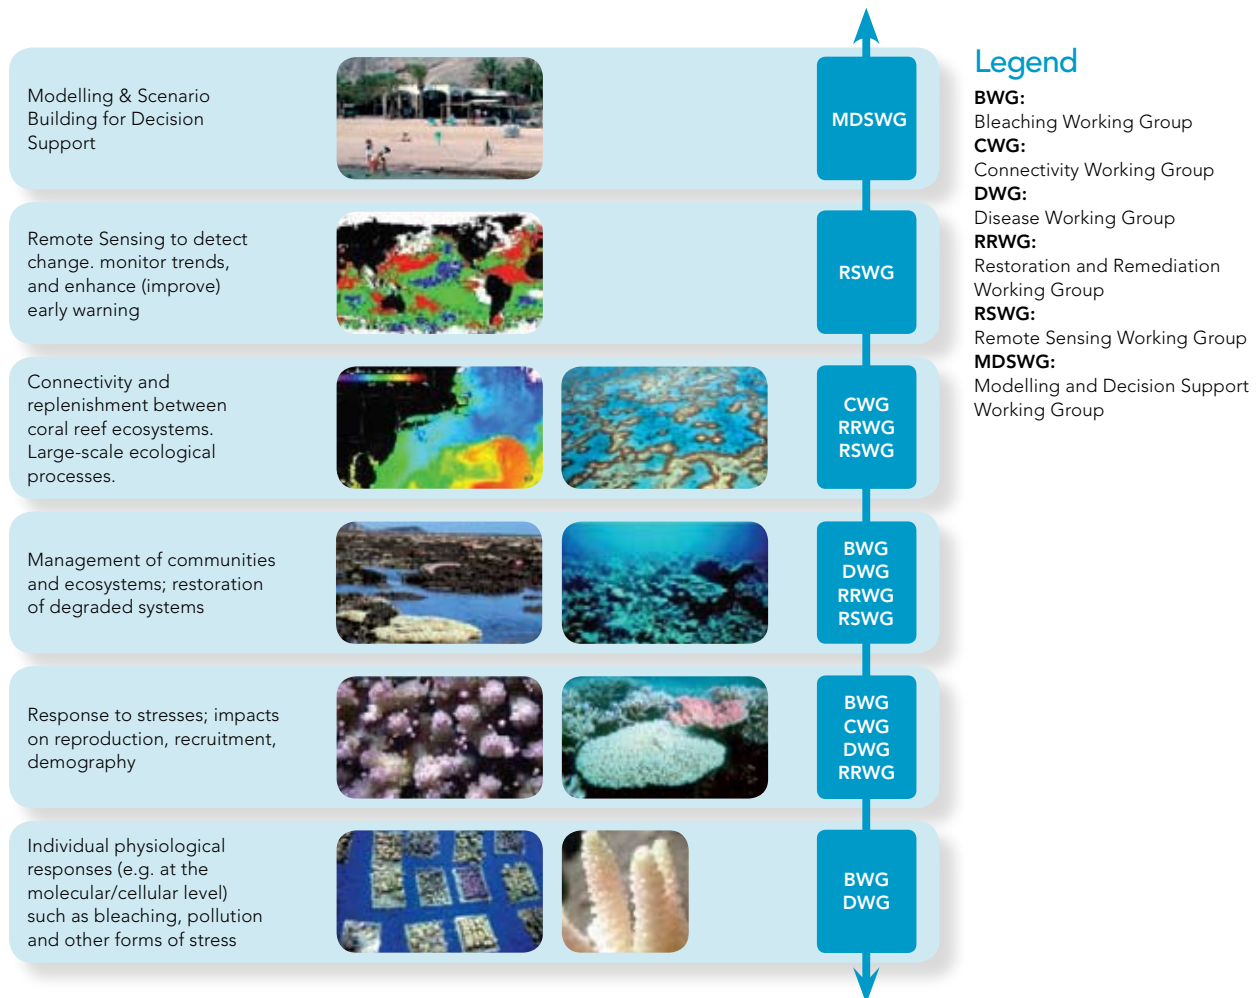 Modelling & Scenario
Building for Decision
Support
MDSWG
Remote Sensing to detect
change. monitor trends,
and enhance (improve)
early warning
RSWG
Connectivity and
replenishment between
coral reef ecosystems.
Large-scale ecological
processes.
CWG
RRWG
RSWG
Management of communities
and ecosystems; restoration
of degraded systems
BWG
DWG
RRWG
RSWG
Response to stresses; impacts
on reproduction, recruitment,
demography
BWG
CWG
DWG
RRWG
Individual physiological
responses (e.g. at the
molecular/cellular level)
such as bleaching, pollution
and other forms of stress
BWG
DWG
Legend
BWG:
Bleaching Working Group
CWG:
Connectivity Working Group
DWG:
Disease Working Group
RRWG:
Restoration and Remediation
Working Group
RSWG:
Remote Sensing Working Group
MDSWG:
Modelling and Decision Support
Working Group